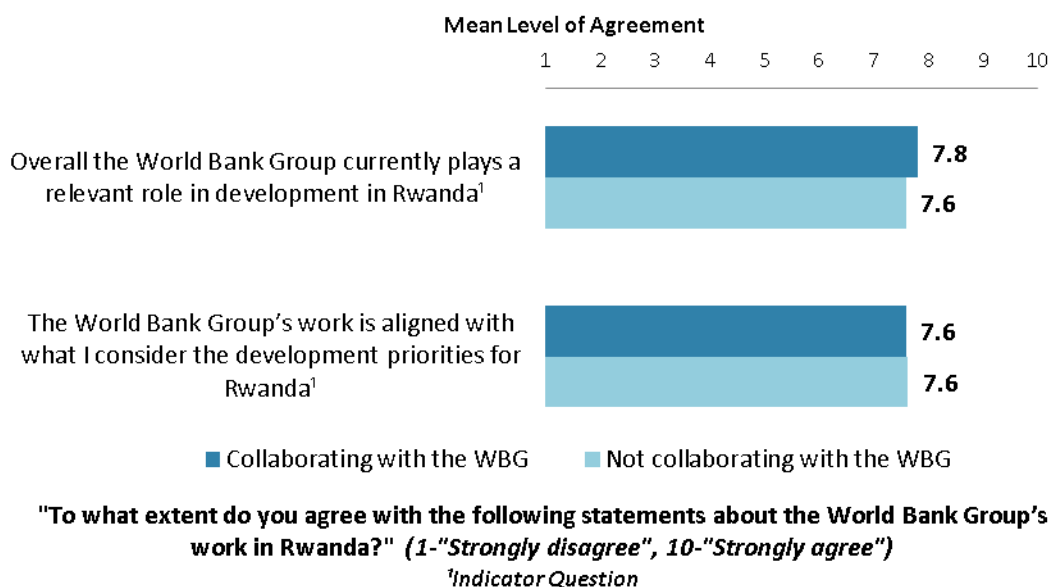 Mean Level of Agreement
1 2 3 4 5 6 7 8 9 10
Overall the World Bank Group currently plays a
relevant role in development in Rwanda¹
7.8
7.6
The World Bank Group's work is aligned with
what I consider the development priorities for
Rwanda¹
7.6
7.6
Collaborating with the WBG Not collaborating with the WBG
"To what extent do you agree with the following statements about the World Bank Group's
work in Rwanda?" (1-"Strongly disagree", 10-"Strongly agree")
¹Indicator Question